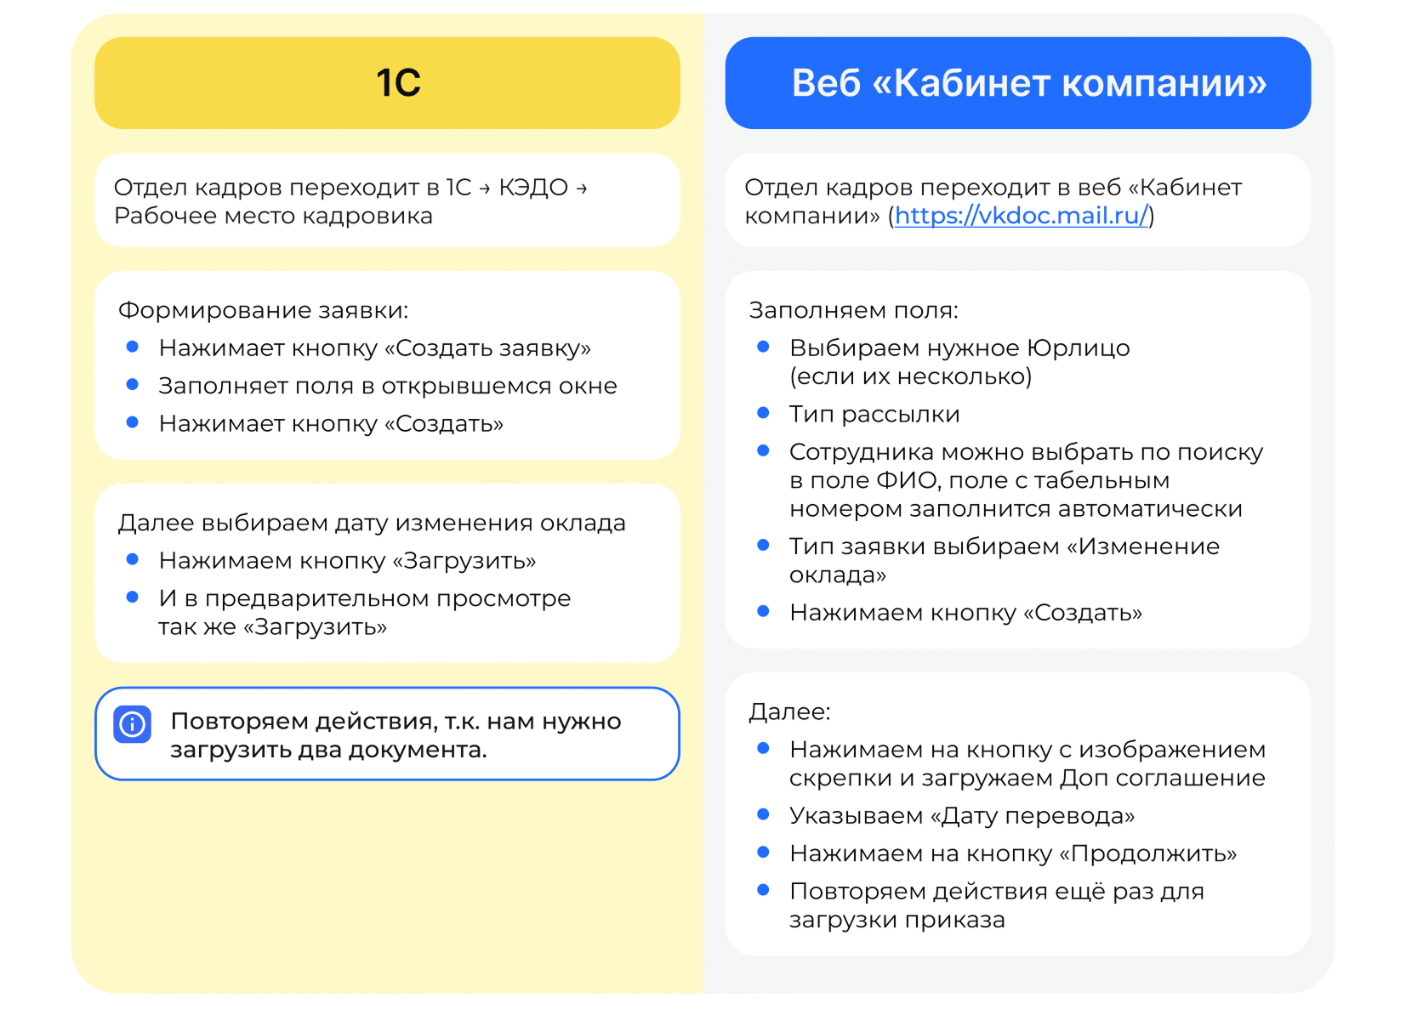 1С
Отдел кадров переходит в 1С → КЭДО →
Рабочее место кадровика
Формирование заявки:
Нажимает кнопку «Создать заявку»
Заполняет поля в открывшемся окне
Нажимает кнопку «Создать»
Далее выбираем дату изменения оклада
Нажимаем кнопку «Загрузить»
И в предварительном просмотре
так же «Загрузить»
Повторяем действия, т.к. нам нужно
загрузить два документа.
Веб «Кабинет компании»
Отдел кадров переходит в веб «Кабинет
компании» (https://vkdoc.mail.ru/)
Заполняем поля:
Выбираем нужное Юрлицо
(если их несколько)
Тип рассылки
Сотрудника можно выбрать по поиску
в поле ФИО, поле с табельным
номером заполнится автоматически
Тип заявки выбираем «Изменение
оклада»
Нажимаем кнопку «Создать»
Далее:
Нажимаем на кнопку с изображением
скрепки и загружаем Доп соглашение
Указываем «Дату перевода»
Нажимаем на кнопку «Продолжить»
Повторяем действия ещё раз для
загрузки приказа